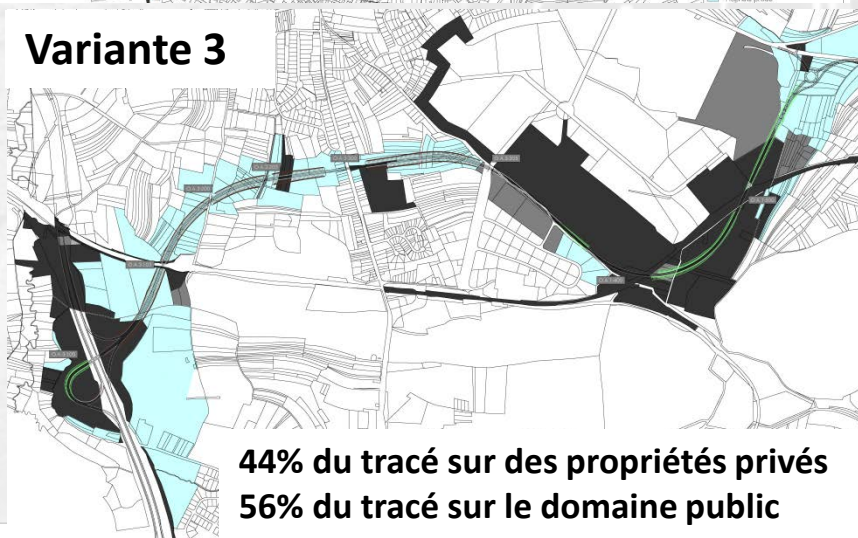 Variante 3
44% du tracé sur des propriétés privés
56% du tracé sur le domaine public